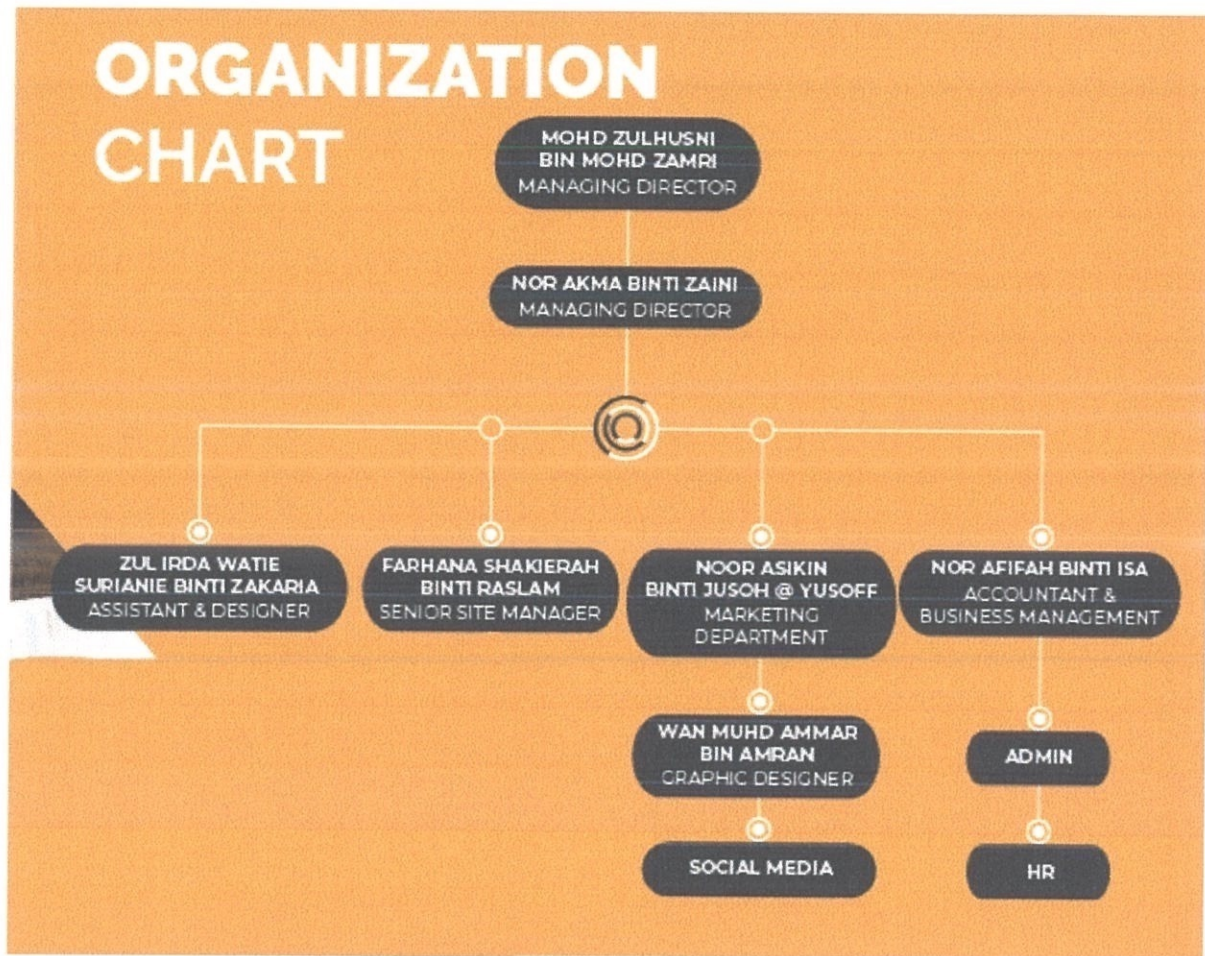 ORGANIZATION
CHART
MOHD ZULHUSNI
BIN MOHD ZAMRI
MANAGING DIRECTOR
NOR AKMA BINTI ZAINI
MANAGING DIRECTOR
ZUL IRDA WATIE
SURIANIE BINTI ZAKARIA
ASSISTANT & DESIGNER
FARHANA SHAKIERAH
BINTI RASLAM
SENIOR SITE MANAGER
NOOR ASIKIN
BINTI JUSOH @ YUSOFF
MARKETING
DEPARTMENT
NOR AFIFAH BINTI ISA
ACCOUNTANT &
BUSINESS MANAGEMENT
WAN MUHD AMMAR
BIN AMRAN
GRAPHIC DESIGNER
ADMIN
SOCIAL MEDIA
HR